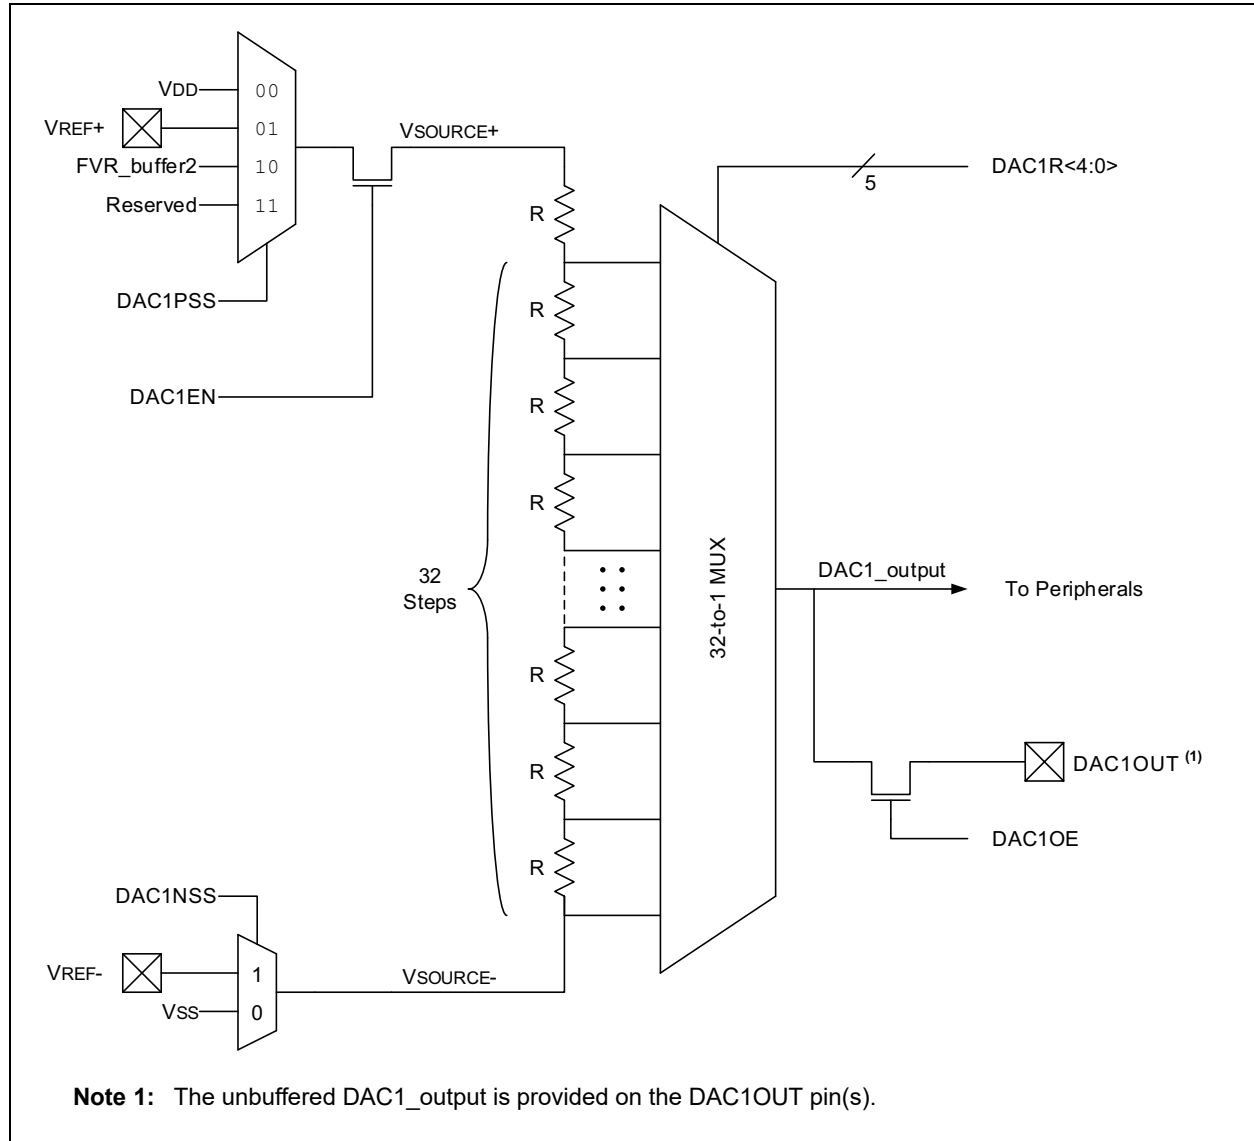 VDD
00
VREF+
01
FVR_buffer2
10
Reserved
11
VSOURCE+
DAC1R<4:0>
5
R
DAC1PSS
R
DAC1EN
R
R
32
Steps
32-to-1 MUX
DAC1_output
To Peripherals
R
R
DAC1OUT (1)
DAC1OE
R
DAC1NSS
VREF-
1
VSOURCE-
VSS
0
Note 1: The unbuffered DAC1_output is provided on the DAC1OUT pin(s).